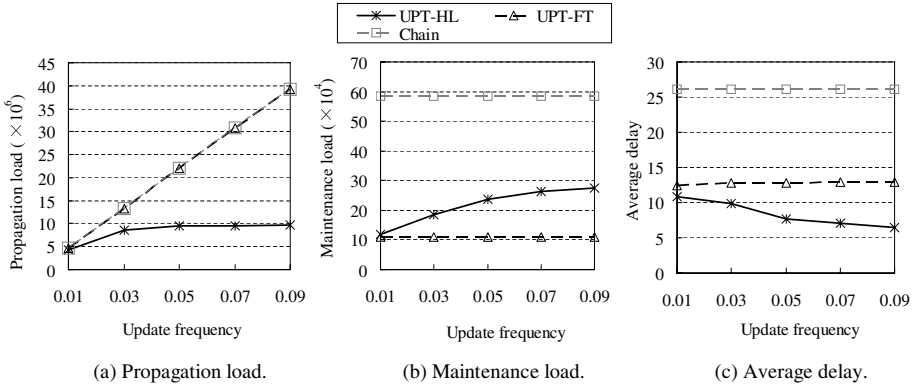 UPT-HL UPT-FT
Chain
Propagation load (×10⁶)
45
40
35
30
25
20
15
10
5
0
0.01 0.03 0.05 0.07 0.09
Update frequency
(a) Propagation load.
Maintenance load (×10⁴)
70
60
50
40
30
20
10
0
0.01 0.03 0.05 0.07 0.09
Update frequency
(b) Maintenance load.
Average delay
30
25
20
15
10
5
0
0.01 0.03 0.05 0.07 0.09
Update frequency
(c) Average delay.